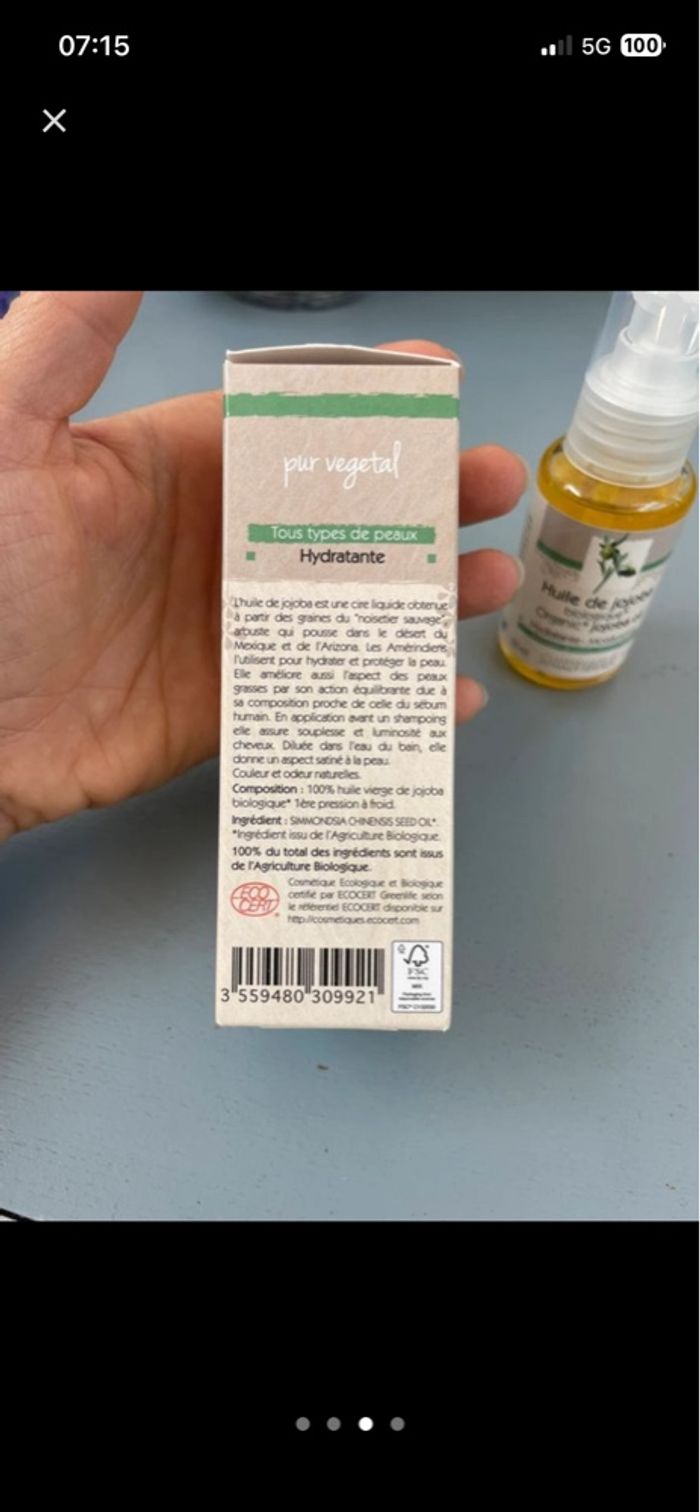 07:15
5G 100
pur vegetal
Tous types de peaux
Hydratante
L'huile de jojoba est une cire liquide obtenue
à partir des graines du "noisetier sauvage",
arbuste qui pousse dans le désert du
Mexique et de l'Arizona. Les Amérindiens
l'utilisent pour hydrater et protéger la peau.
Elle améliore aussi l'aspect des peaux
grasses par son action équilibrante due à
sa composition proche de celle du sébum
humain. En application avant un shampoing
elle assure souplesse et luminosité aux
cheveux. Diluée dans l'eau du bain, elle
donne un aspect satiné à la peau.
Couleur et odeur naturelles.
Composition : 100% huile vierge de jojoba
biologique* 1ère pression à froid.
Ingrédient : SIMMONDSIA CHINENSIS SEED OIL*.
*Ingrédient issu de l'Agriculture Biologique.
100% du total des ingrédients sont issus
de l'Agriculture Biologique.
ECO
CERT
Cosmétique Ecologique et Biologique
certifié par ECOCERT Greenlife selon
le référentiel ECOCERT disponible sur
http://cosmetiques.ecocert.com
3 559480 309921
FSC
MIX
Huile de jojoba
biologique*
Organic* jojoba